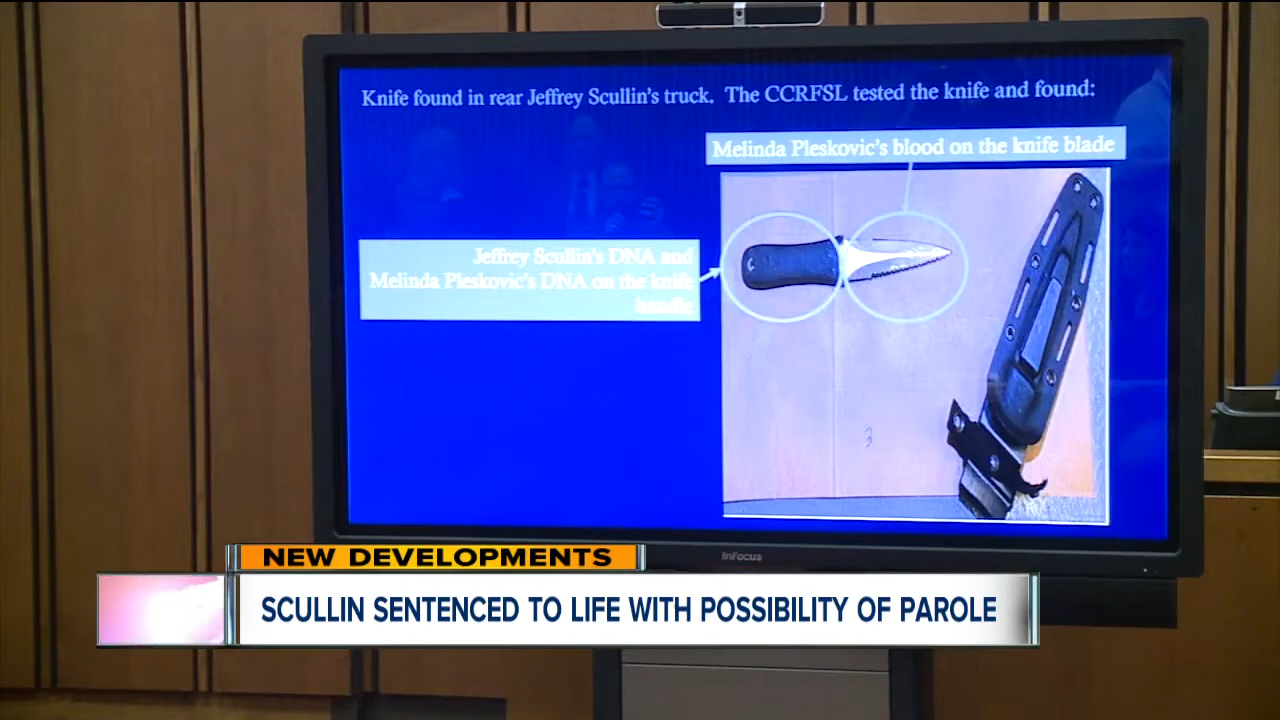 Knife found in rear Jeffrey Scullin's truck. The CCRFSL tested the knife and found:
Melinda Pleskovic's blood on the knife blade
Jeffrey Scullin's DNA and
Melinda Pleskovic's DNA on the knife
handle
3
InFocus
NEW DEVELOPMENTS
SCULLIN SENTENCED TO LIFE WITH POSSIBILITY OF PAROLE